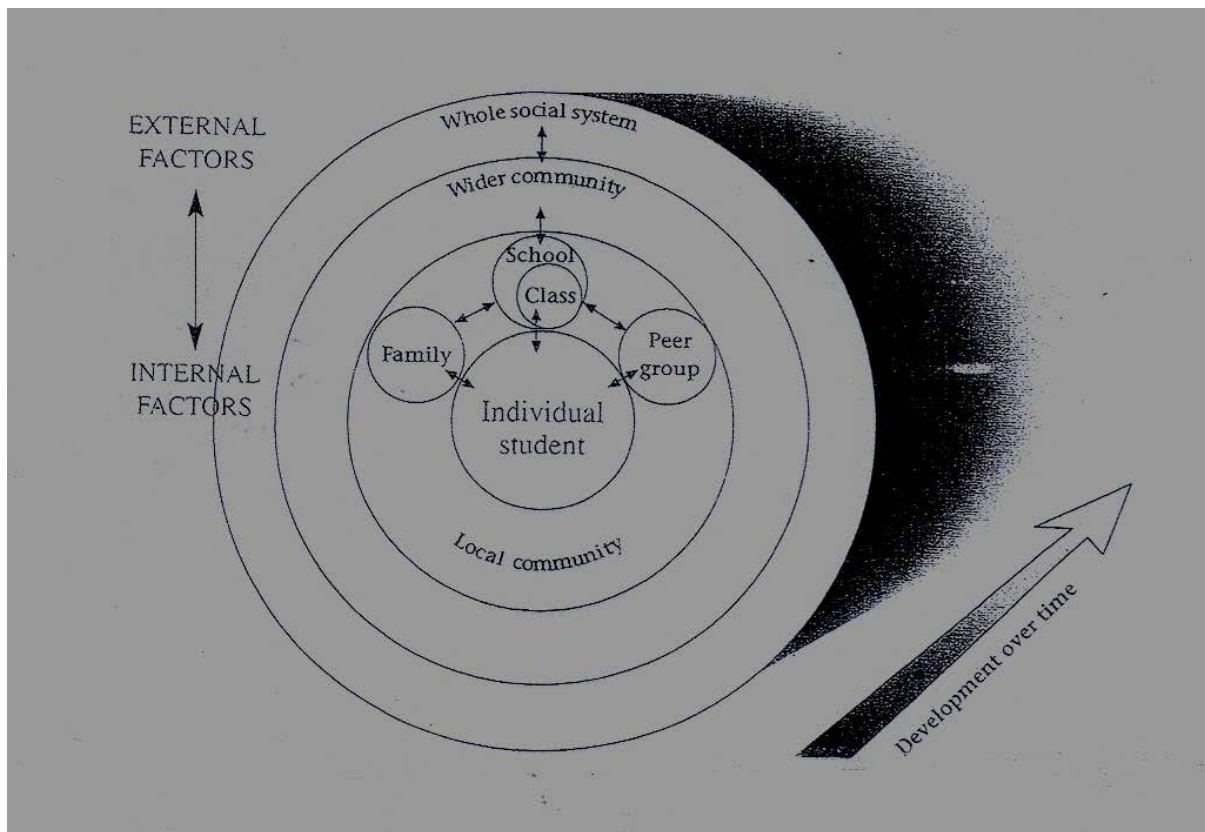 EXTERNAL
FACTORS
INTERNAL
FACTORS
Whole social system
Wider community
School
Class
Family
Peer
group
Individual
student
Local community
Development over time